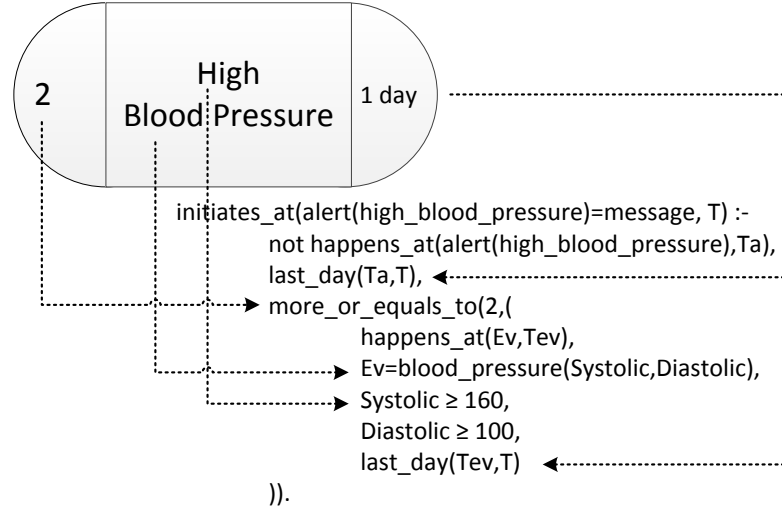 2
High
Blood Pressure
1 day
initiates_at(alert(high_blood_pressure)=message, T) :-
not happens_at(alert(high_blood_pressure),Ta),
last_day(Ta,T),
more_or_equals_to(2,(
happens_at(Ev,Tev),
Ev=blood_pressure(Systolic,Diastolic),
Systolic ≥ 160,
Diastolic ≥ 100,
last_day(Tev,T)
)).